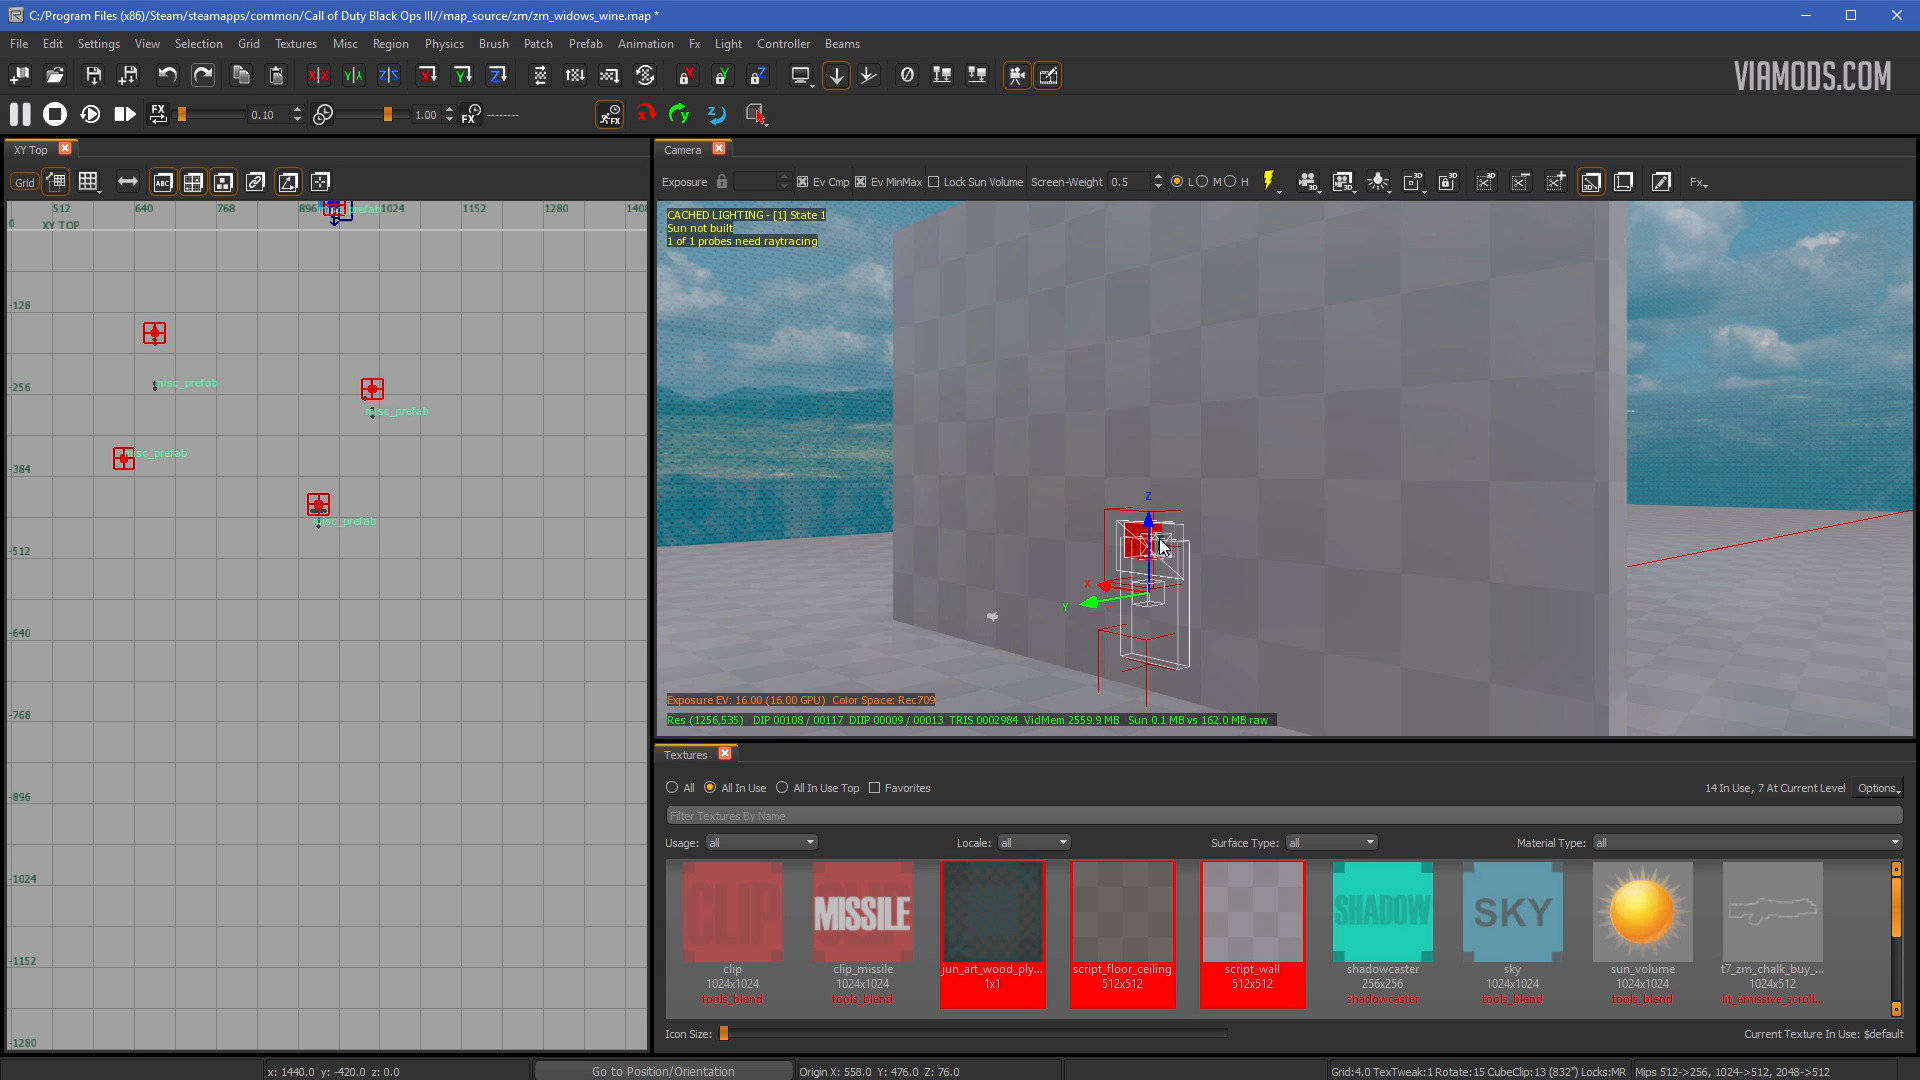 C:/Program Files (x86)/Steam/steamapps/common/Call of Duty Black Ops III//map_source/zm/zm_widows_wine.map *
File Edit Settings View Selection Grid Textures Misc Region Physics Brush Patch Prefab Animation Fx Light Controller Beams
VIAMODS.COM
FX 0.10 1.00 FX --------
XY Top
Camera
Grid ABC
Exposure Ev Cmp Ev MinMax Lock Sun Volume Screen-Weight 0.5 L M H Fx
512 640 768 896 1024 1152 1280 1408
0 XY TOP
-128
-256
-384
-512
-640
-768
-896
-1024
-1152
-1280
misc_prefab
misc_prefab
misc_prefab
misc_prefab
CACHED LIGHTING - [1] State 1
Sun not built
1 of 1 probes need raytracing
Z
X
Y
Exposure EV: 16.00 (16.00 GPU) Color Space: Rec709
Res (1256,535) DIP 00108 / 00117 DIIP 00009 / 00013 TRIS 0002984 VidMem 2559.9 MB Sun 0.1 MB vs 162.0 MB raw
Textures
All All In Use All In Use Top Favorites 14 In Use, 7 At Current Level Options
Filter Textures By Name
Usage: all Locale: all Surface Type: all Material Type: all
CLIP MISSILE CLIP SHADOW SKY
clip 1024x1024 tools_blend
clip_missile 1024x1024 tools_blend
jun_art_wood_ply... 1x1
script_floor_ceiling 512x512
script_wall 512x512
shadowcaster 256x256 shadowcaster
sky 1024x1024 tools_blend
sun_volume 1024x1024 tools_blend
t7_zm_chalk_buy_... 1024x512 lit_emissive_scroll...
Icon Size: Current Texture In Use: $default
x: 1440.0 y: -420.0 z: 0.0 Go to Position/Orientation Origin X: 558.0 Y: 476.0 Z: 76.0 Grid:4.0 TexTweak:1 Rotate:15 CubeClip:13 (832") Locks:MR Mips 512->256, 1024->512, 2048->512